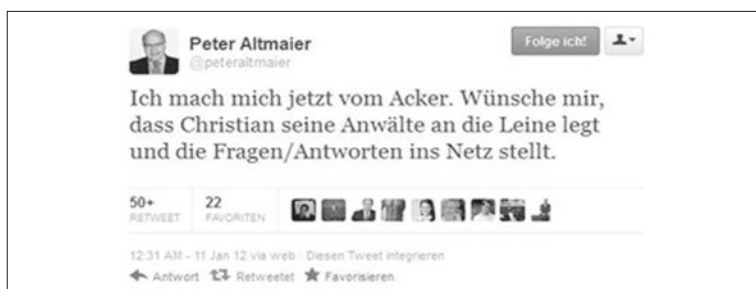 Peter Altmaier
@peteraltmaier
Folge ich!
Ich mach mich jetzt vom Acker. Wünsche mir,
dass Christian seine Anwälte an die Leine legt
und die Fragen/Antworten ins Netz stellt.
50+ 22
RETWEET FAVORITEN
12:31 AM - 11 Jan 12 via web · Diesen Tweet integrieren
Antwort Retweetet Favorisieren